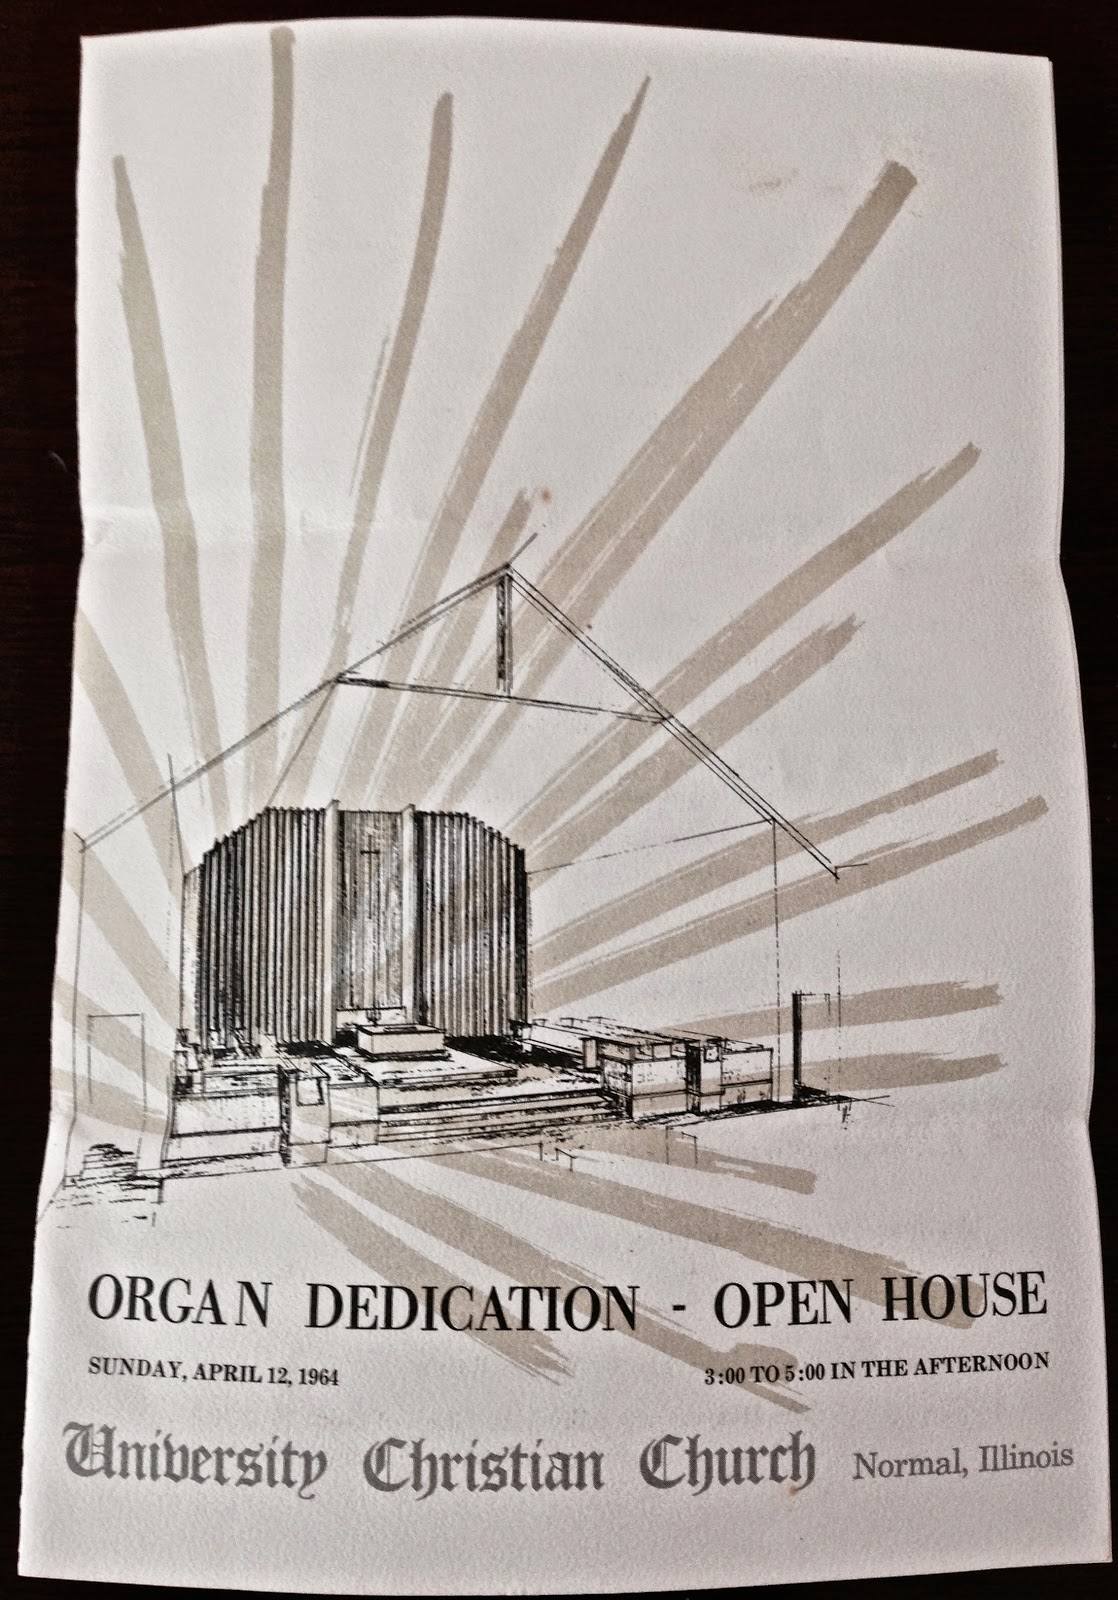 ORGAN DEDICATION - OPEN HOUSE
SUNDAY, APRIL 12, 1964 3:00 TO 5:00 IN THE AFTERNOON
University Christian Church Normal, Illinois